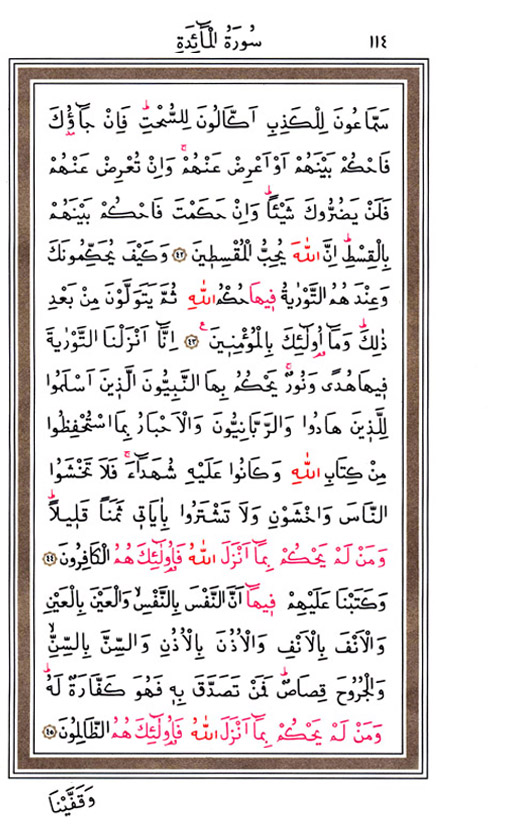 ١١٤
سُورَةُ الْمَٓائِدَةِ
سَمَّاعُونَ لِلْكَذِبِ اَكَّالُونَ لِلسُّحْتِۜ فَاِنْ جَٓاؤُ۫كَ
فَاحْكُمْ بَيْنَهُمْ اَوْ اَعْرِضْ عَنْهُمْۚ وَاِنْ تُعْرِضْ عَنْهُمْ
فَلَنْ يَضُرُّوكَ شَيْـًٔاۜ وَاِنْ حَكَمْتَ فَاحْكُمْ بَيْنَهُمْ
بِالْقِسْطِۜ اِنَّ اللّٰهَ يُحِبُّ الْمُقْسِطٖينَ ٤٢ وَكَيْفَ يُحَكِّمُونَكَ
وَعِنْدَهُمُ التَّوْرٰيةُ فٖيهَا حُكْمُ اللّٰهِ ثُمَّ يَتَوَلَّوْنَ مِنْ بَعْدِ
ذٰلِكَۜ وَمَٓا اُو۬لٰٓئِكَ بِالْمُؤْمِنٖينَࣖ ٤٣ اِنَّٓا اَنْزَلْنَا التَّوْرٰيةَ
فٖيهَا هُدًى وَنُورٌۚ يَحْكُمُ بِهَا النَّبِيُّونَ الَّذٖينَ اَسْلَمُوا
لِلَّذٖينَ هَادُوا وَالرَّبَّانِيُّونَ وَالْاَحْبَارُ بِمَا اسْتُحْفِظُوا
مِنْ كِتَابِ اللّٰهِ وَكَانُوا عَلَيْهِ شُهَدَٓاءَۚ فَلَا تَخْشَوُا
النَّاسَ وَاخْشَوْنِ وَلَا تَشْتَرُوا بِاٰيَاتٖي ثَمَنًا قَلٖيلًاۜ
وَمَنْ لَمْ يَحْكُمْ بِمَٓا اَنْزَلَ اللّٰهُ فَاُو۬لٰٓئِكَ هُمُ الْكَافِرُونَ ٤٤
وَكَتَبْنَا عَلَيْهِمْ فٖيهَٓا اَنَّ النَّفْسَ بِالنَّفْسِۙ وَالْعَيْنَ بِالْعَيْنِ
وَالْاَنْفَ بِالْاَنْفِ وَالْاُذُنَ بِالْاُذُنِ وَالسِّنَّ بِالسِّنِّۙ
وَالْجُرُوحَ قِصَاصٌۜ فَمَنْ تَصَدَّقَ بِهٖ فَهُوَ كَفَّارَةٌ لَهُۜ
وَمَنْ لَمْ يَحْكُمْ بِمَٓا اَنْزَلَ اللّٰهُ فَاُو۬لٰٓئِكَ هُمُ الظَّالِمُونَ ٤٥
وَقَفَّيْنَا